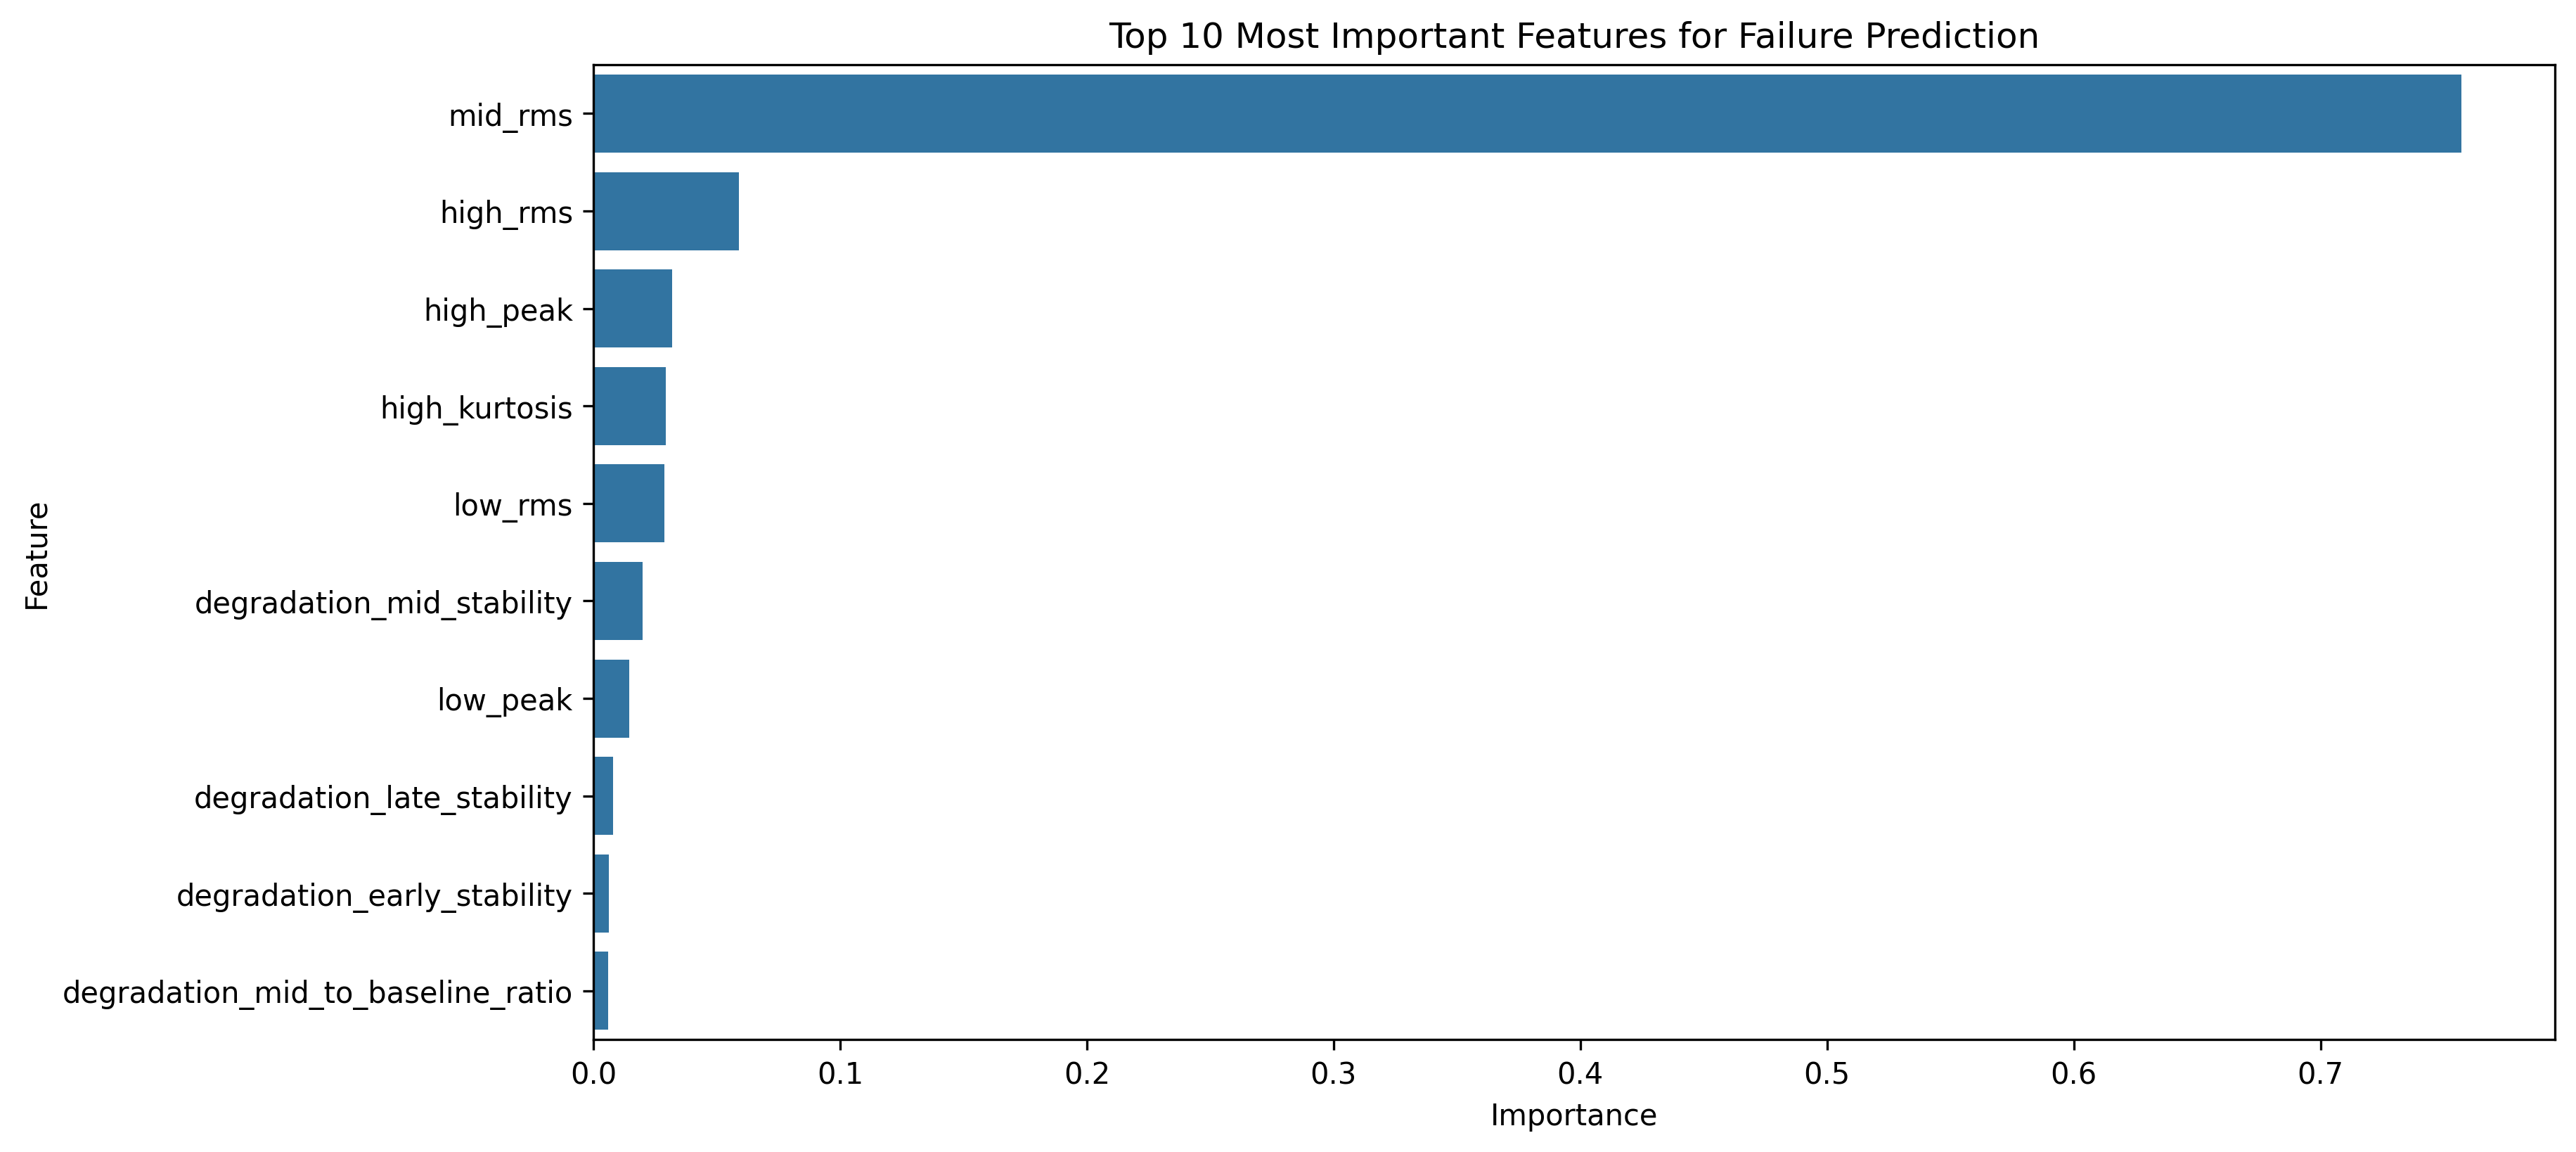 Top 10 Most Important Features for Failure Prediction
mid_rms
high_rms
high_peak
high_kurtosis
low_rms
degradation_mid_stability
low_peak
degradation_late_stability
degradation_early_stability
degradation_mid_to_baseline_ratio
Feature
0.0 0.1 0.2 0.3 0.4 0.5 0.6 0.7
Importance